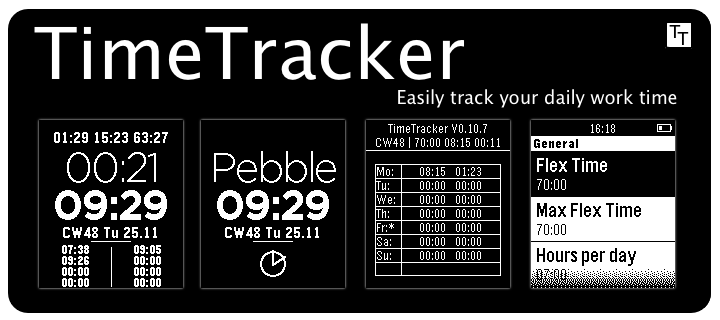 TimeTracker
TT
Easily track your daily work time
01:29 15:23 63:27
00:21
09:29
CW48 Tu 25.11
07:38 09:05
09:26 00:00
00:00 00:00
00:00 00:00
Pebble
09:29
CW48 Tu 25.11
TimeTracker V0.10.7
CW48 | 70:00 08:15 00:11
Mo: 08:15 01:23
Tu: 00:00 00:00
We: 00:00 00:00
Th: 00:00 00:00
Fr:* 00:00 00:00
Sa: 00:00 00:00
Su: 00:00 00:00
16:18
General
Flex Time
70:00
Max Flex Time
70:00
Hours per day